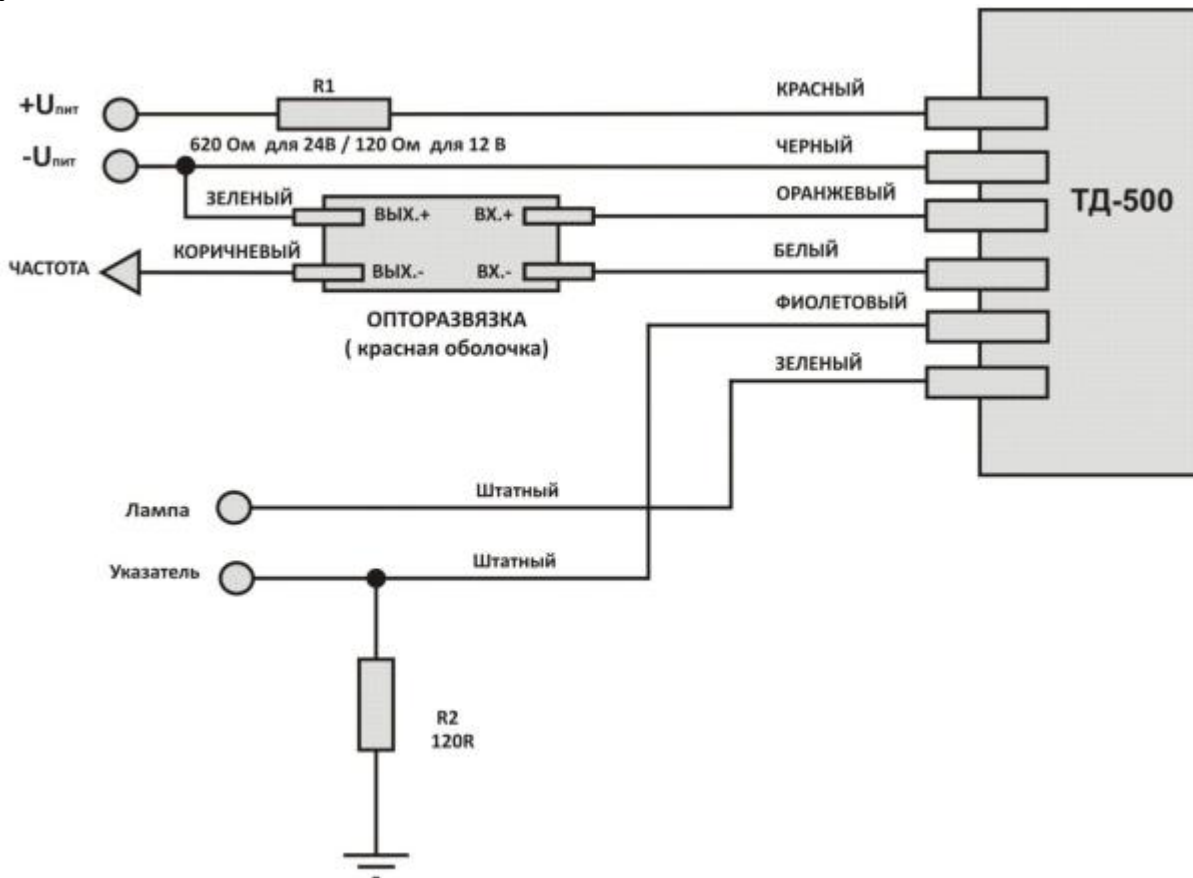 R1
КРАСНЫЙ
+Uпит
620 Ом для 24В / 120 Ом для 12 В
ЧЕРНЫЙ
-Uпит
ЗЕЛЕНЫЙ
ВЫХ.+ ВХ.+
ОРАНЖЕВЫЙ
ТД-500
КОРИЧНЕВЫЙ
БЕЛЫЙ
ЧАСТОТА
ВЫХ.- ВХ.-
ОПТОРАЗВЯЗКА
( красная оболочка)
ФИОЛЕТОВЫЙ
ЗЕЛЕНЫЙ
Лампа
Штатный
Указатель
Штатный
R2
120R